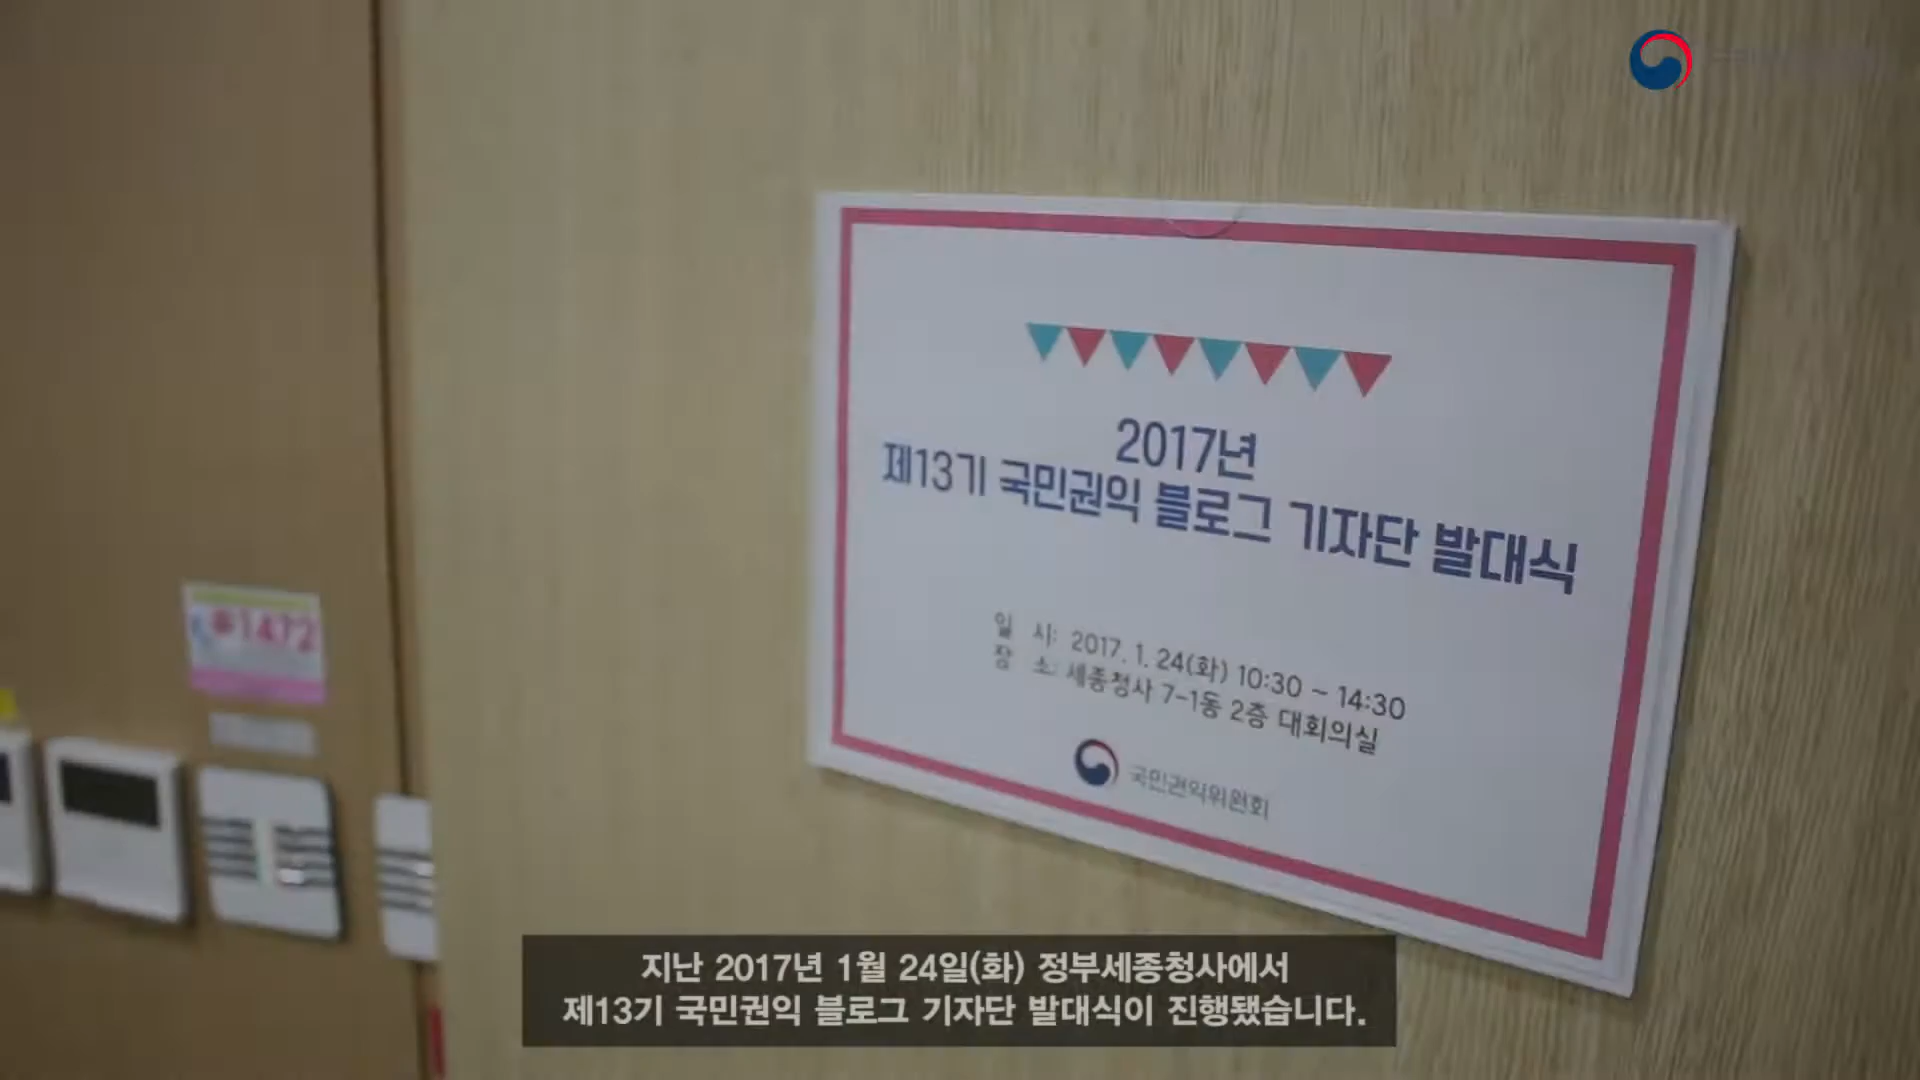 2017년
제13기 국민권익 블로그 기자단 발대식
일 시: 2017. 1. 24(화) 10:30 ~ 14:30
장 소: 세종청사 7-1동 2층 대회의실
국민권익위원회
#1472
지난 2017년 1월 24일(화) 정부세종청사에서
제13기 국민권익 블로그 기자단 발대식이 진행됐습니다.